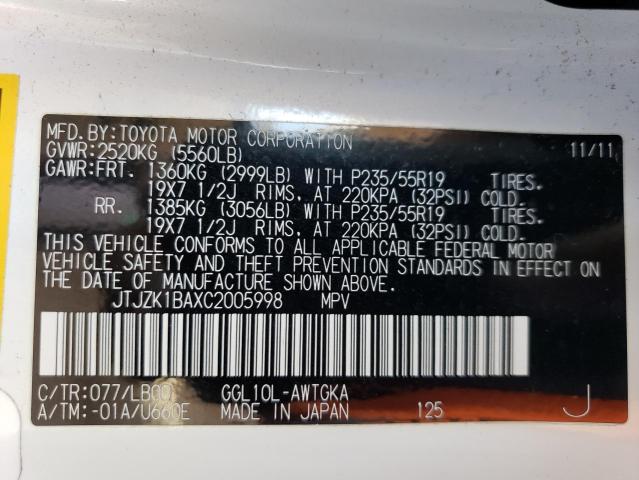 MFD.BY:TOYOTA MOTOR CORPORATION 11/11
GVWR:2520KG (5560LB)
GAWR:FRT. 1360KG (2999LB) WITH P235/55R19 TIRES.
19X7 1/2J RIMS, AT 220KPA (32PSI) COLD.
RR. 1385KG (3056LB) WITH P235/55R19 TIRES.
19X7 1/2J RIMS, AT 220KPA (32PSI) COLD.
THIS VEHICLE CONFORMS TO ALL APPLICABLE FEDERAL MOTOR
VEHICLE SAFETY AND THEFT PREVENTION STANDARDS IN EFFECT ON
THE DATE OF MANUFACTURE SHOWN ABOVE.
JTJZK1BAXC2005998 MPV
C/TR:077/LB00 GGL10L-AWTGKA
A/TM:-01A/U660E MADE IN JAPAN 125 J